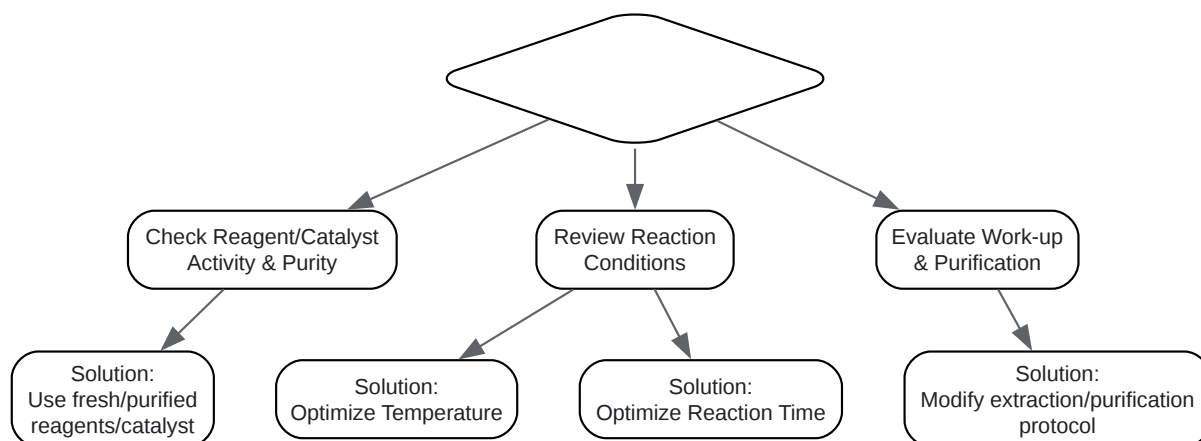 Check Reagent/Catalyst
Activity & Purity
Review Reaction
Conditions
Evaluate Work-up
& Purification
Solution:
Use fresh/purified
reagents/catalyst
Solution:
Optimize Temperature
Solution:
Optimize Reaction Time
Solution:
Modify extraction/purification
protocol